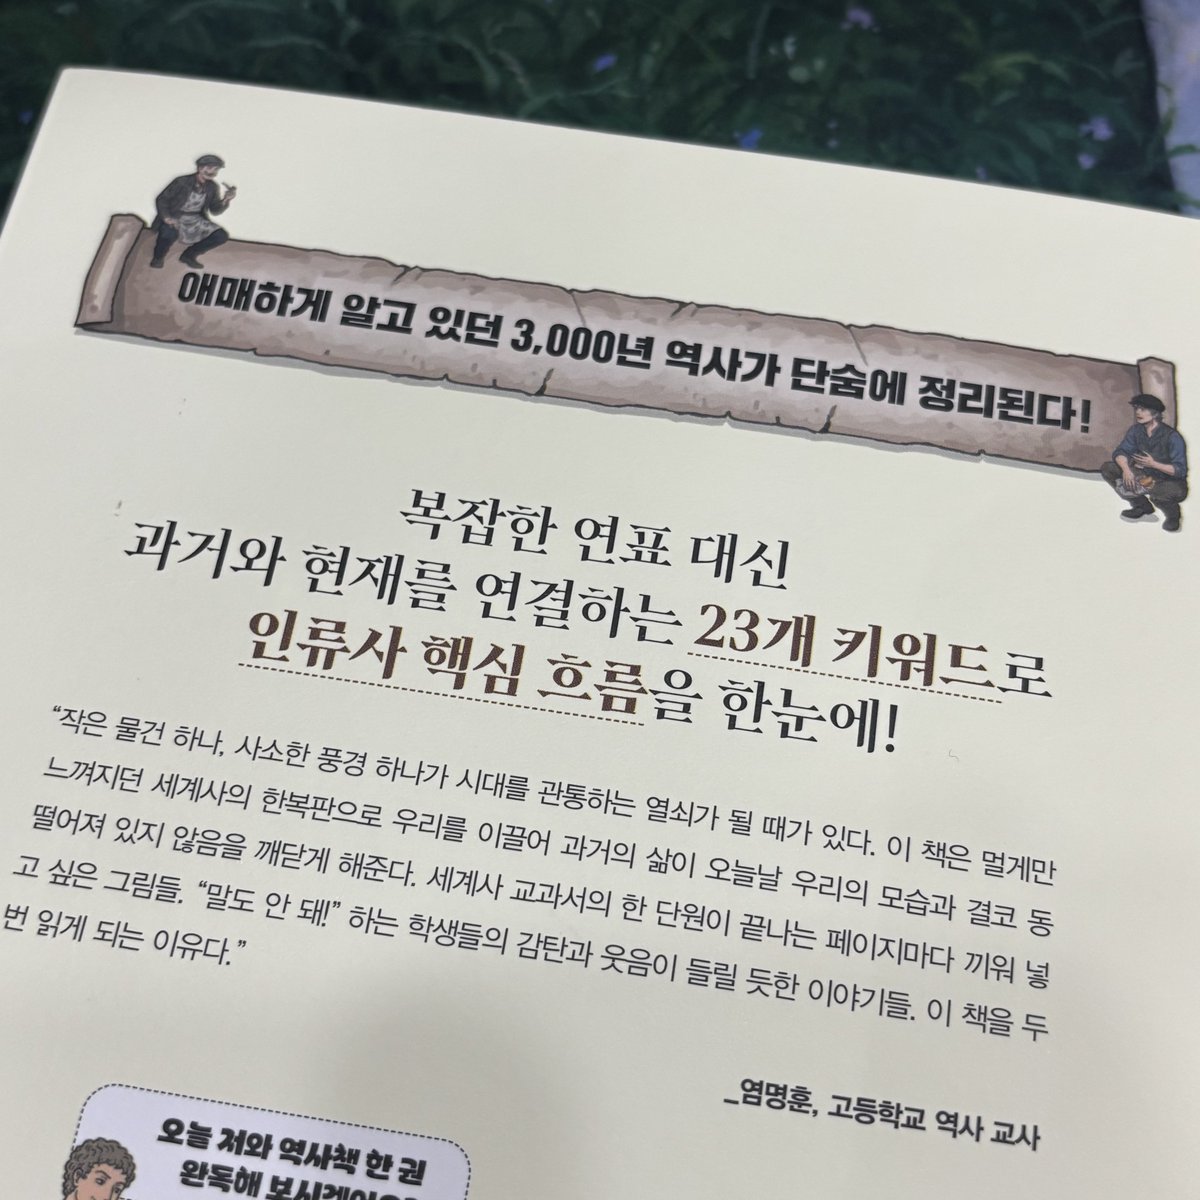 애매하게 알고 있던 3,000년 역사가 단숨에 정리된다!
복잡한 연표 대신
과거와 현재를 연결하는 23개 키워드로
인류사 핵심 흐름을 한눈에!
“작은 물건 하나, 사소한 풍경 하나가 시대를 관통하는 열쇠가 될 때가 있다. 이 책은 멀게만
느껴지던 세계사의 한복판으로 우리를 이끌어 과거의 삶이 오늘날 우리의 모습과 결코 동
떨어져 있지 않음을 깨닫게 해준다. 세계사 교과서의 한 단원이 끝나는 페이지마다 끼워 넣
고 싶은 그림들. “말도 안 돼!” 하는 학생들의 감탄과 웃음이 들릴 듯한 이야기들. 이 책을 두
번 읽게 되는 이유다.”
_염명훈, 고등학교 역사 교사
오늘 저와 역사책 한 권
완독해